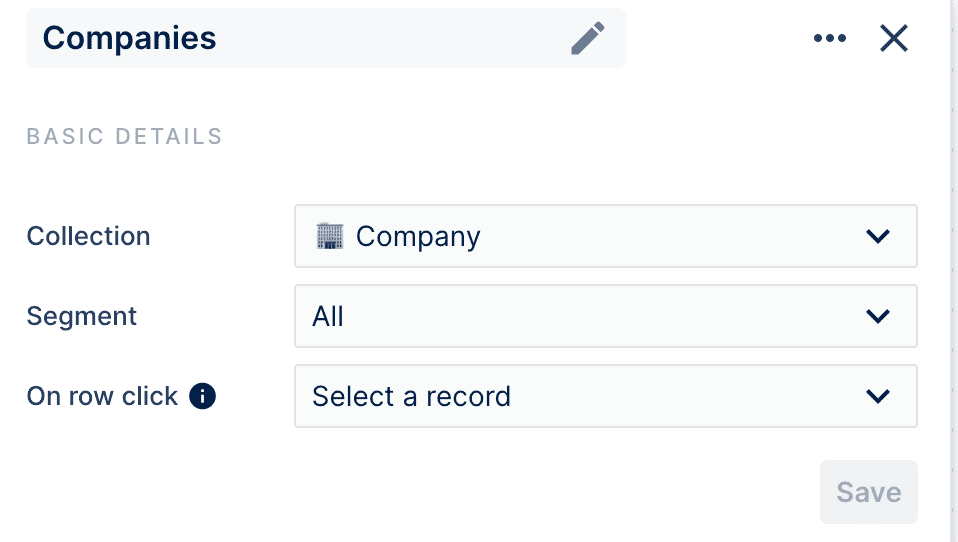 Companies
BASIC DETAILS
Collection
Company
Segment
All
On row click
Select a record
Save